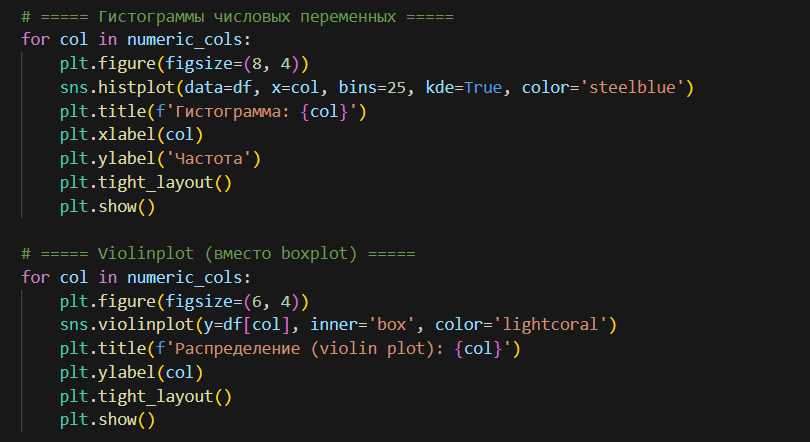 # ===== Гистограммы числовых переменных =====
for col in numeric_cols:
    plt.figure(figsize=(8, 4))
    sns.histplot(data=df, x=col, bins=25, kde=True, color='steelblue')
    plt.title(f'Гистограмма: {col}')
    plt.xlabel(col)
    plt.ylabel('Частота')
    plt.tight_layout()
    plt.show()

# ===== Violinplot (вместо boxplot) =====
for col in numeric_cols:
    plt.figure(figsize=(6, 4))
    sns.violinplot(y=df[col], inner='box', color='lightcoral')
    plt.title(f'Распределение (violin plot): {col}')
    plt.ylabel(col)
    plt.tight_layout()
    plt.show()